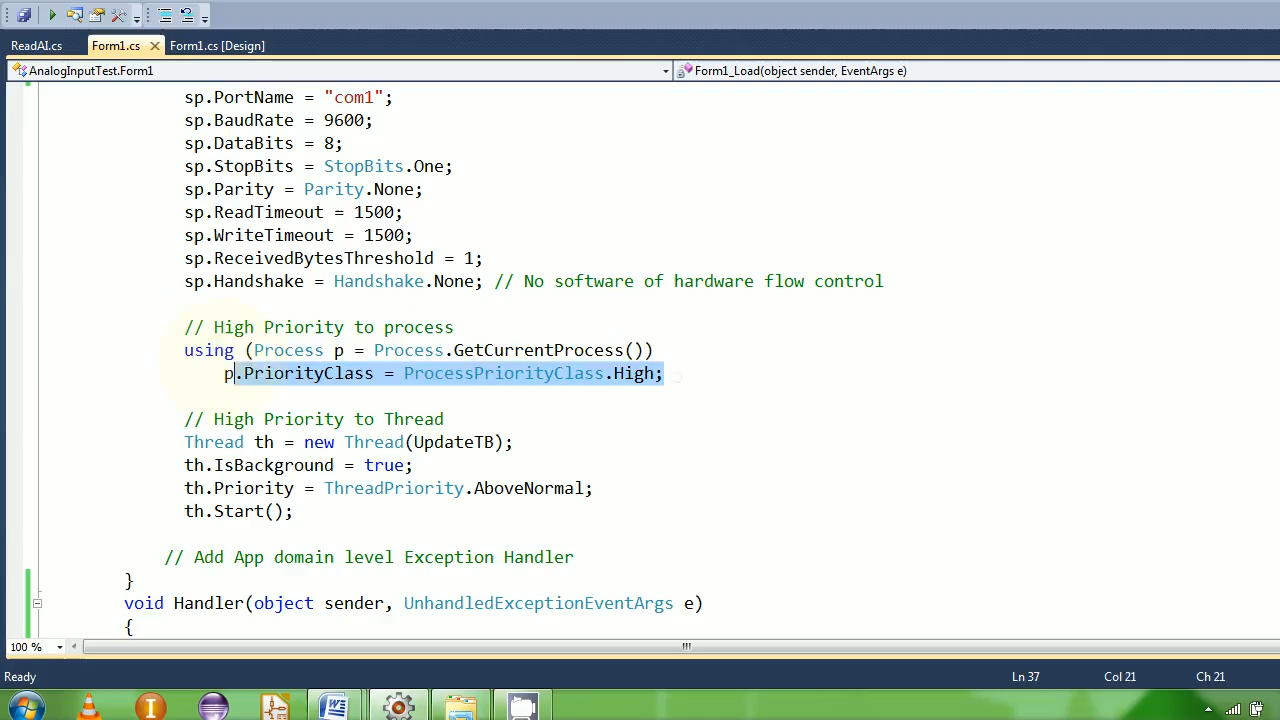 ReadAI.cs Form1.cs Form1.cs [Design]
AnalogInputTest.Form1 Form1_Load(object sender, EventArgs e)
sp.PortName = "com1";
sp.BaudRate = 9600;
sp.DataBits = 8;
sp.StopBits = StopBits.One;
sp.Parity = Parity.None;
sp.ReadTimeout = 1500;
sp.WriteTimeout = 1500;
sp.ReceivedBytesThreshold = 1;
sp.Handshake = Handshake.None; // No software of hardware flow control
// High Priority to process
using (Process p = Process.GetCurrentProcess())
p.PriorityClass = ProcessPriorityClass.High;
// High Priority to Thread
Thread th = new Thread(UpdateTB);
th.IsBackground = true;
th.Priority = ThreadPriority.AboveNormal;
th.Start();
// Add App domain level Exception Handler
}
void Handler(object sender, UnhandledExceptionEventArgs e)
{
100 %
Ready Ln 37 Col 21 Ch 21